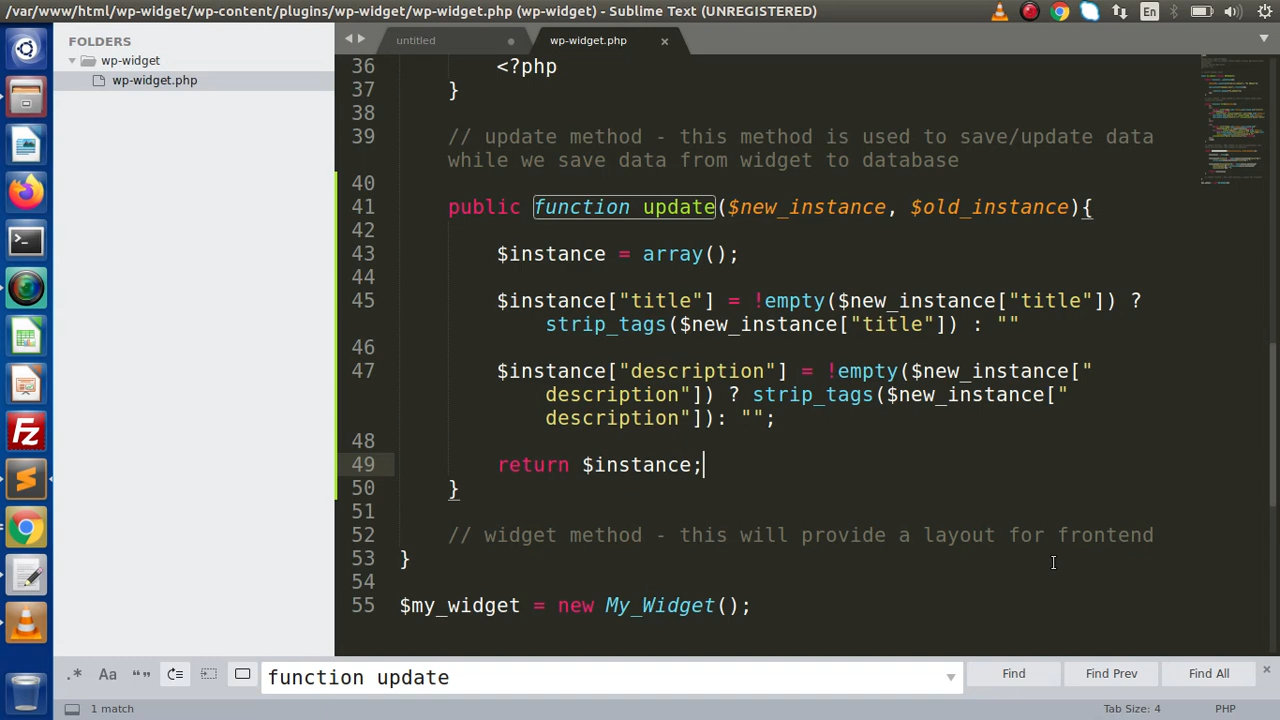 /var/www/html/wp-widget/wp-content/plugins/wp-widget/wp-widget.php (wp-widget) - Sublime Text (UNREGISTERED)
En
FOLDERS
wp-widget
wp-widget.php
untitled
wp-widget.php
36 <?php
37 }
38
39 // update method - this method is used to save/update data
while we save data from widget to database
40
41 public function update($new_instance, $old_instance){
42
43 $instance = array();
44
45 $instance["title"] = !empty($new_instance["title"]) ?
strip_tags($new_instance["title"]) : ""
46
47 $instance["description"] = !empty($new_instance["
description"]) ? strip_tags($new_instance["
description"]): "";
48
49 return $instance;
50 }
51
52 // widget method - this will provide a layout for frontend
53 }
54
55 $my_widget = new My_Widget();
.* Aa “” function update Find Find Prev Find All
1 match Tab Size: 4 PHP